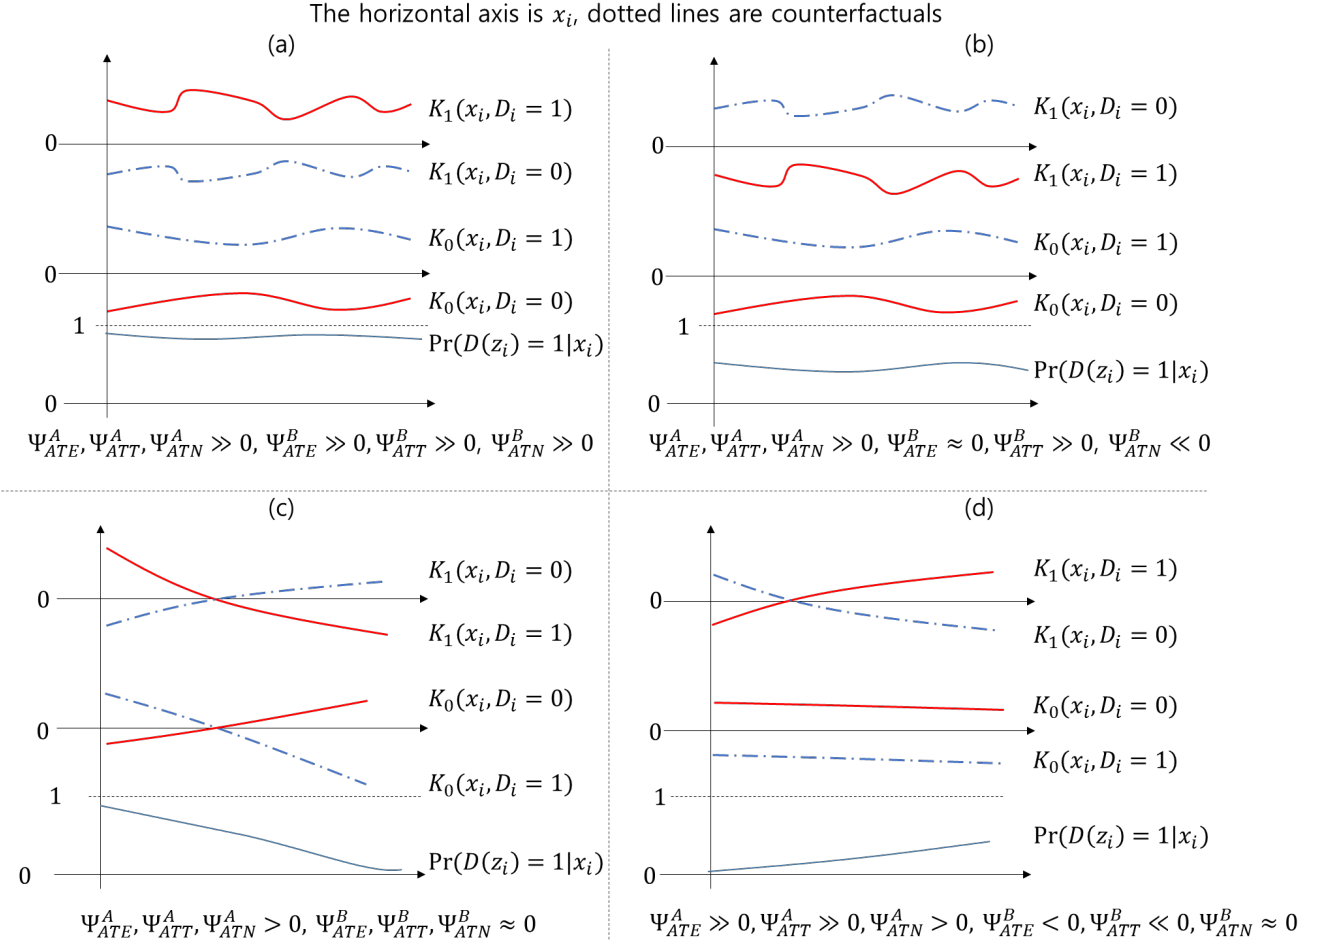 The horizontal axis is xᵢ, dotted lines are counterfactuals
(a)
K₁(xᵢ, Dᵢ = 1)
0
K₁(xᵢ, Dᵢ = 0)
K₀(xᵢ, Dᵢ = 1)
0
K₀(xᵢ, Dᵢ = 0)
1
Pr(D(zᵢ) = 1|xᵢ)
0
Ψ^A_ATE, Ψ^A_ATT, Ψ^A_ATN ≫ 0, Ψ^B_ATE ≫ 0, Ψ^B_ATT ≫ 0, Ψ^B_ATN ≫ 0
(b)
K₁(xᵢ, Dᵢ = 0)
0
K₁(xᵢ, Dᵢ = 1)
K₀(xᵢ, Dᵢ = 1)
0
K₀(xᵢ, Dᵢ = 0)
1
Pr(D(zᵢ) = 1|xᵢ)
0
Ψ^A_ATE, Ψ^A_ATT, Ψ^A_ATN ≫ 0, Ψ^B_ATE ≈ 0, Ψ^B_ATT ≫ 0, Ψ^B_ATN ≪ 0
(c)
K₁(xᵢ, Dᵢ = 0)
0
K₁(xᵢ, Dᵢ = 1)
K₀(xᵢ, Dᵢ = 0)
0
K₀(xᵢ, Dᵢ = 1)
1
Pr(D(zᵢ) = 1|xᵢ)
0
Ψ^A_ATE, Ψ^A_ATT, Ψ^A_ATN > 0, Ψ^B_ATE, Ψ^B_ATT, Ψ^B_ATN ≈ 0
(d)
K₁(xᵢ, Dᵢ = 1)
0
K₁(xᵢ, Dᵢ = 0)
K₀(xᵢ, Dᵢ = 0)
0
K₀(xᵢ, Dᵢ = 1)
1
Pr(D(zᵢ) = 1|xᵢ)
0
Ψ^A_ATE ≫ 0, Ψ^A_ATT ≫ 0, Ψ^A_ATN > 0, Ψ^B_ATE < 0, Ψ^B_ATT ≪ 0, Ψ^B_ATN ≈ 0